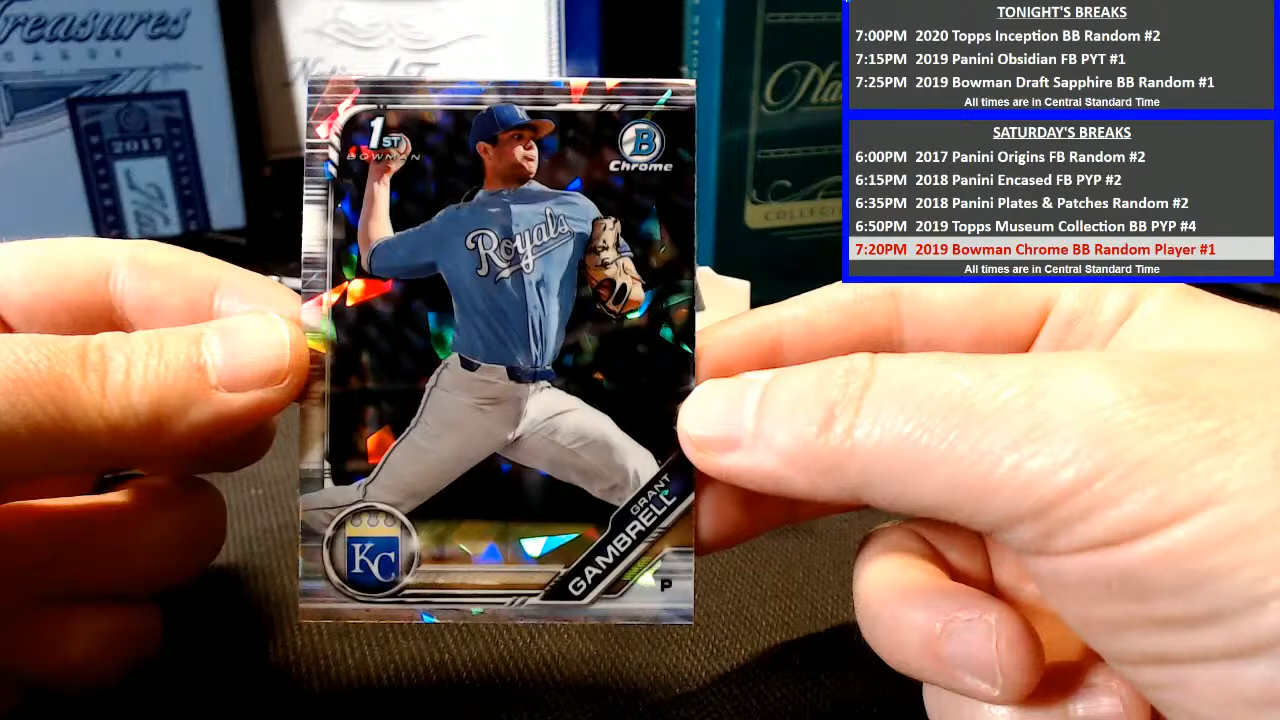 Treasures
CARDS
2017
1ST
BOWMAN
B
Chrome
Royals
KC
GRANT
GAMBRELL
P
TONIGHT'S BREAKS
7:00PM 2020 Topps Inception BB Random #2
7:15PM 2019 Panini Obsidian FB PYT #1
7:25PM 2019 Bowman Draft Sapphire BB Random #1
All times are in Central Standard Time
SATURDAY'S BREAKS
6:00PM 2017 Panini Origins FB Random #2
6:15PM 2018 Panini Encased FB PYP #2
6:35PM 2018 Panini Plates & Patches Random #2
6:50PM 2019 Topps Museum Collection BB PYP #4
7:20PM 2019 Bowman Chrome BB Random Player #1
All times are in Central Standard Time